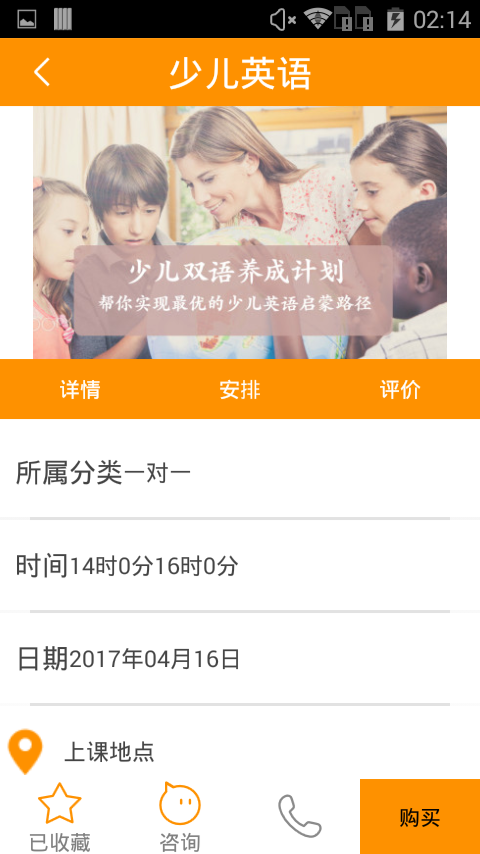 02:14
少儿英语
少儿双语养成计划
帮你实现最优的少儿英语启蒙路径
详情 安排 评价
所属分类一对一
时间14时0分16时0分
日期2017年04月16日
上课地点
已收藏 咨询 购买